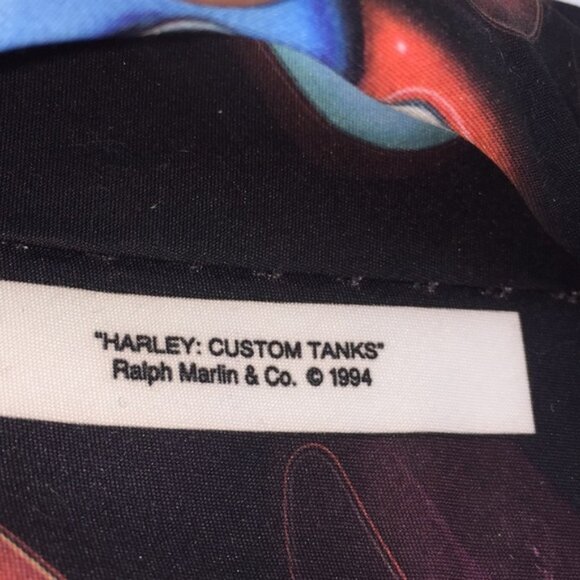 "HARLEY: CUSTOM TANKS"
Ralph Marlin & Co. © 1994